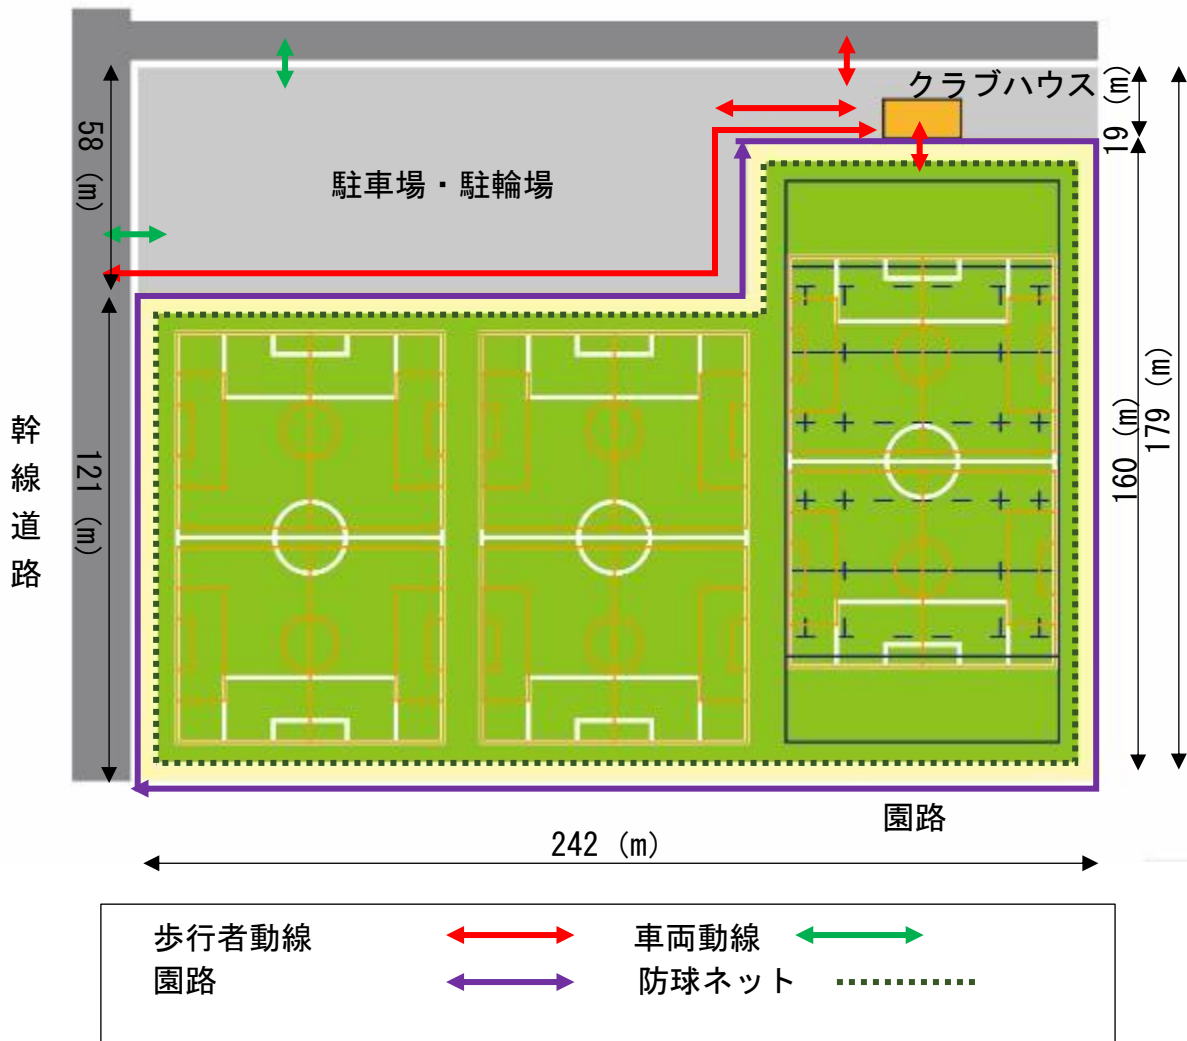 クラブハウス
19 (m)
58 (m)
駐車場・駐輪場
179 (m)
160 (m)
幹線道路
121 (m)
園路
242 (m)
歩行者動線 車両動線
園路 防球ネット